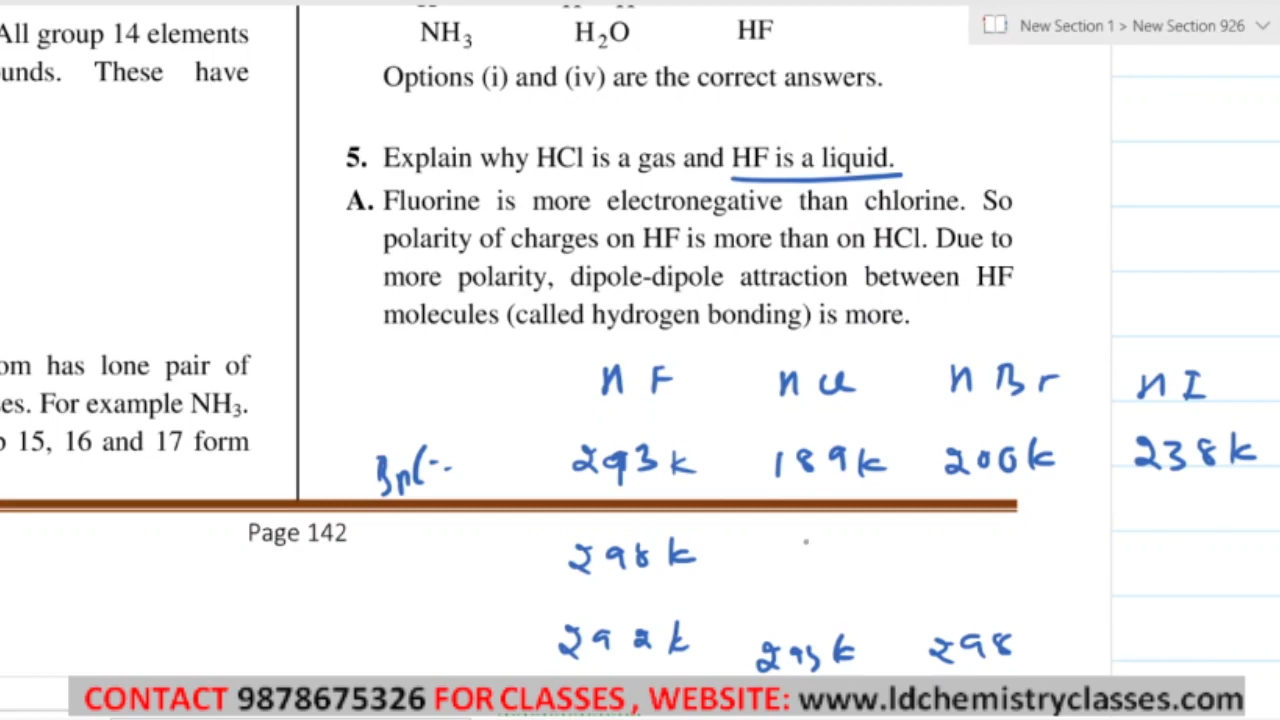 All group 14 elements
unds. These have
om has lone pair of
es. For example NH₃.
15, 16 and 17 form
NH₃ H₂O HF
Options (i) and (iv) are the correct answers.
5. Explain why HCl is a gas and HF is a liquid.
A. Fluorine is more electronegative than chlorine. So
polarity of charges on HF is more than on HCl. Due to
more polarity, dipole-dipole attraction between HF
molecules (called hydrogen bonding) is more.
HF HCl HBr HI
293K 189K 206K 238K
Page 142
298K
292K 293K 298
New Section 1 > New Section 926
CONTACT 9878675326 FOR CLASSES , WEBSITE: www.ldchemistryclasses.com